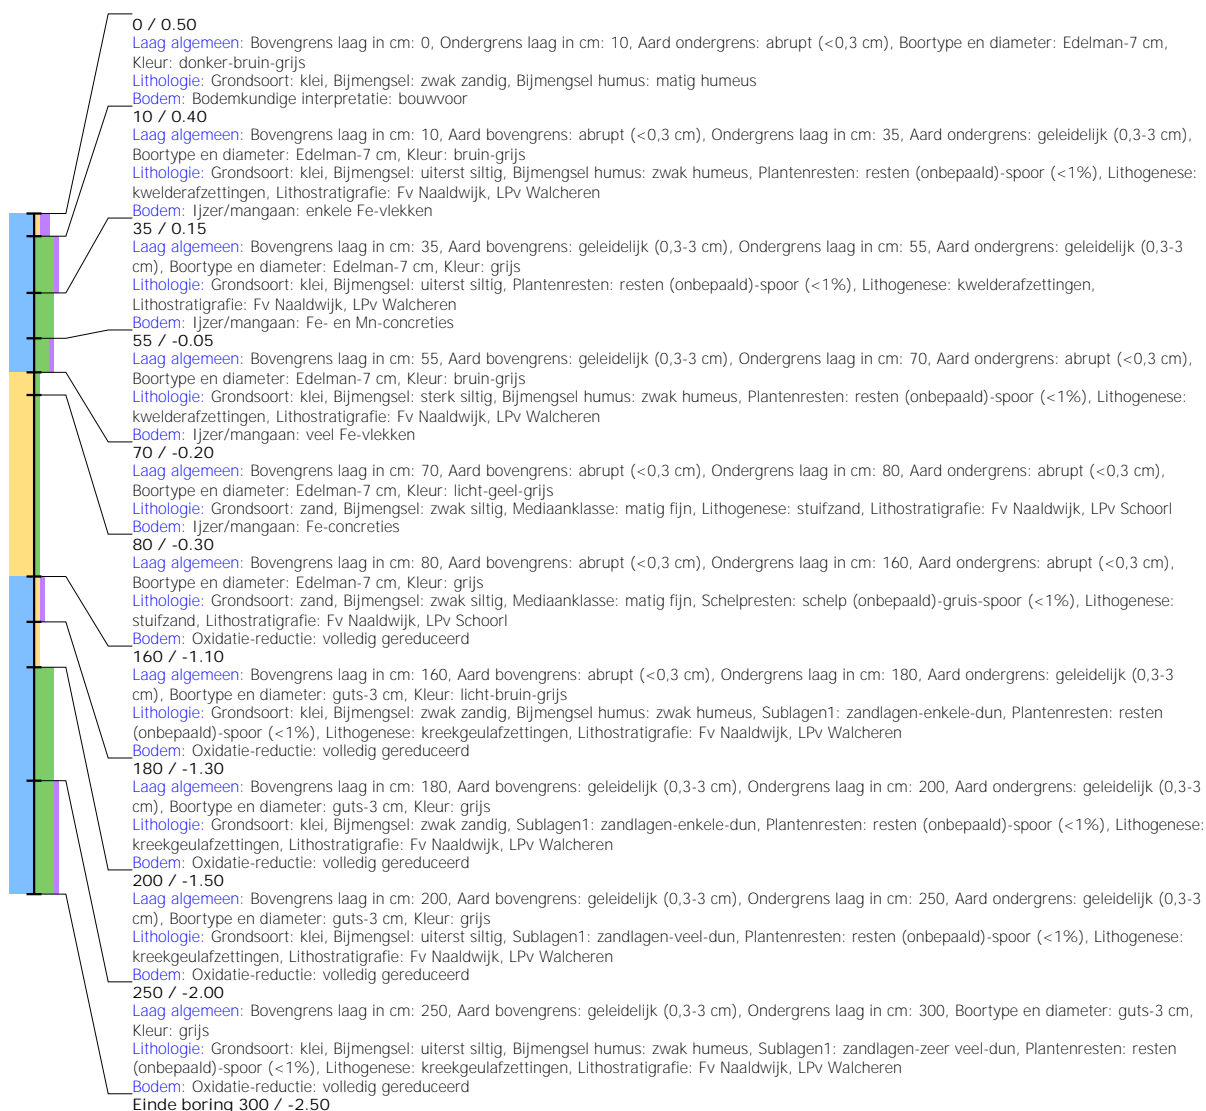 0 / 0.50
Laag algemeen: Bovengrens laag in cm: 0, Ondergrens laag in cm: 10, Aard ondergrens: abrupt (<0,3 cm), Boortype en diameter: Edelman-7 cm,
Kleur: donker-bruin-grijs
Lithologie: Grondsoort: klei, Bijmengsel: zwak zandig, Bijmengsel humus: matig humeus
Bodem: Bodemkundige interpretatie: bouwvoor
10 / 0.40
Laag algemeen: Bovengrens laag in cm: 10, Aard bovengrens: abrupt (<0,3 cm), Ondergrens laag in cm: 35, Aard ondergrens: geleidelijk (0,3-3 cm),
Boortype en diameter: Edelman-7 cm, Kleur: bruin-grijs
Lithologie: Grondsoort: klei, Bijmengsel: uiterst siltig, Bijmengsel humus: zwak humeus, Plantenresten: resten (onbepaald)-spoor (<1%), Lithogenese:
kwelderafzettingen, Lithostratigrafie: Fv Naaldwijk, LPv Walcheren
Bodem: Ijzer/mangaan: enkele Fe-vlekken
35 / 0.15
Laag algemeen: Bovengrens laag in cm: 35, Aard bovengrens: geleidelijk (0,3-3 cm), Ondergrens laag in cm: 55, Aard ondergrens: geleidelijk (0,3-3
cm), Boortype en diameter: Edelman-7 cm, Kleur: grijs
Lithologie: Grondsoort: klei, Bijmengsel: uiterst siltig, Plantenresten: resten (onbepaald)-spoor (<1%), Lithogenese: kwelderafzettingen,
Lithostratigrafie: Fv Naaldwijk, LPv Walcheren
Bodem: Ijzer/mangaan: Fe- en Mn-concreties
55 / -0.05
Laag algemeen: Bovengrens laag in cm: 55, Aard bovengrens: geleidelijk (0,3-3 cm), Ondergrens laag in cm: 70, Aard ondergrens: abrupt (<0,3 cm),
Boortype en diameter: Edelman-7 cm, Kleur: bruin-grijs
Lithologie: Grondsoort: klei, Bijmengsel: sterk siltig, Bijmengsel humus: zwak humeus, Plantenresten: resten (onbepaald)-spoor (<1%), Lithogenese:
kwelderafzettingen, Lithostratigrafie: Fv Naaldwijk, LPv Walcheren
Bodem: Ijzer/mangaan: veel Fe-vlekken
70 / -0.20
Laag algemeen: Bovengrens laag in cm: 70, Aard bovengrens: abrupt (<0,3 cm), Ondergrens laag in cm: 80, Aard ondergrens: abrupt (<0,3 cm),
Boortype en diameter: Edelman-7 cm, Kleur: licht-geel-grijs
Lithologie: Grondsoort: zand, Bijmengsel: zwak siltig, Mediaanklasse: matig fijn, Lithogenese: stuifzand, Lithostratigrafie: Fv Naaldwijk, LPv Schoorl
Bodem: Ijzer/mangaan: Fe-concreties
80 / -0.30
Laag algemeen: Bovengrens laag in cm: 80, Aard bovengrens: abrupt (<0,3 cm), Ondergrens laag in cm: 160, Aard ondergrens: abrupt (<0,3 cm),
Boortype en diameter: Edelman-7 cm, Kleur: grijs
Lithologie: Grondsoort: zand, Bijmengsel: zwak siltig, Mediaanklasse: matig fijn, Schelpresten: schelp (onbepaald)-gruis-spoor (<1%), Lithogenese:
stuifzand, Lithostratigrafie: Fv Naaldwijk, LPv Schoorl
Bodem: Oxidatie-reductie: volledig gereduceerd
160 / -1.10
Laag algemeen: Bovengrens laag in cm: 160, Aard bovengrens: abrupt (<0,3 cm), Ondergrens laag in cm: 180, Aard ondergrens: geleidelijk (0,3-3
cm), Boortype en diameter: guts-3 cm, Kleur: licht-bruin-grijs
Lithologie: Grondsoort: klei, Bijmengsel: zwak zandig, Bijmengsel humus: zwak humeus, Sublagen1: zandlagen-enkele-dun, Plantenresten: resten
(onbepaald)-spoor (<1%), Lithogenese: kreekgeulafzettingen, Lithostratigrafie: Fv Naaldwijk, LPv Walcheren
Bodem: Oxidatie-reductie: volledig gereduceerd
180 / -1.30
Laag algemeen: Bovengrens laag in cm: 180, Aard bovengrens: geleidelijk (0,3-3 cm), Ondergrens laag in cm: 200, Aard ondergrens: geleidelijk (0,3-3
cm), Boortype en diameter: guts-3 cm, Kleur: grijs
Lithologie: Grondsoort: klei, Bijmengsel: zwak zandig, Sublagen1: zandlagen-enkele-dun, Plantenresten: resten (onbepaald)-spoor (<1%), Lithogenese:
kreekgeulafzettingen, Lithostratigrafie: Fv Naaldwijk, LPv Walcheren
Bodem: Oxidatie-reductie: volledig gereduceerd
200 / -1.50
Laag algemeen: Bovengrens laag in cm: 200, Aard bovengrens: geleidelijk (0,3-3 cm), Ondergrens laag in cm: 250, Aard ondergrens: geleidelijk (0,3-3
cm), Boortype en diameter: guts-3 cm, Kleur: grijs
Lithologie: Grondsoort: klei, Bijmengsel: uiterst siltig, Sublagen1: zandlagen-veel-dun, Plantenresten: resten (onbepaald)-spoor (<1%), Lithogenese:
kreekgeulafzettingen, Lithostratigrafie: Fv Naaldwijk, LPv Walcheren
Bodem: Oxidatie-reductie: volledig gereduceerd
250 / -2.00
Laag algemeen: Bovengrens laag in cm: 250, Aard bovengrens: geleidelijk (0,3-3 cm), Ondergrens laag in cm: 300, Boortype en diameter: guts-3 cm,
Kleur: grijs
Lithologie: Grondsoort: klei, Bijmengsel: uiterst siltig, Bijmengsel humus: zwak humeus, Sublagen1: zandlagen-zeer veel-dun, Plantenresten: resten
(onbepaald)-spoor (<1%), Lithogenese: kreekgeulafzettingen, Lithostratigrafie: Fv Naaldwijk, LPv Walcheren
Bodem: Oxidatie-reductie: volledig gereduceerd
Einde boring 300 / -2.50